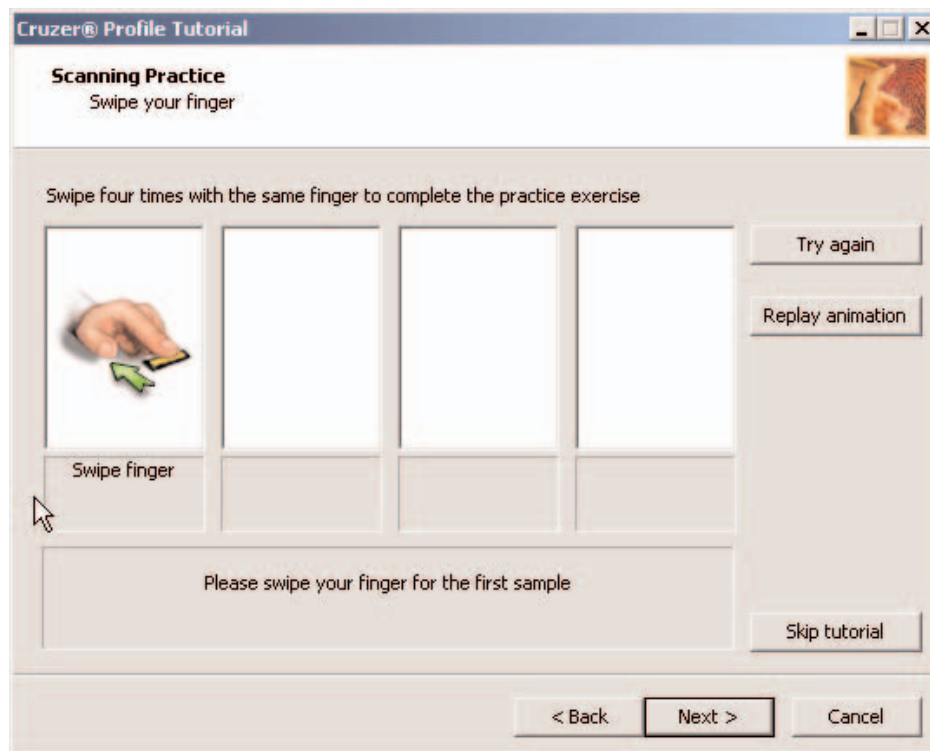 Cruzer® Profile Tutorial
Scanning Practice
Swipe your finger
Swipe four times with the same finger to complete the practice exercise
Try again
Replay animation
Swipe finger
Please swipe your finger for the first sample
Skip tutorial
< Back
Next >
Cancel